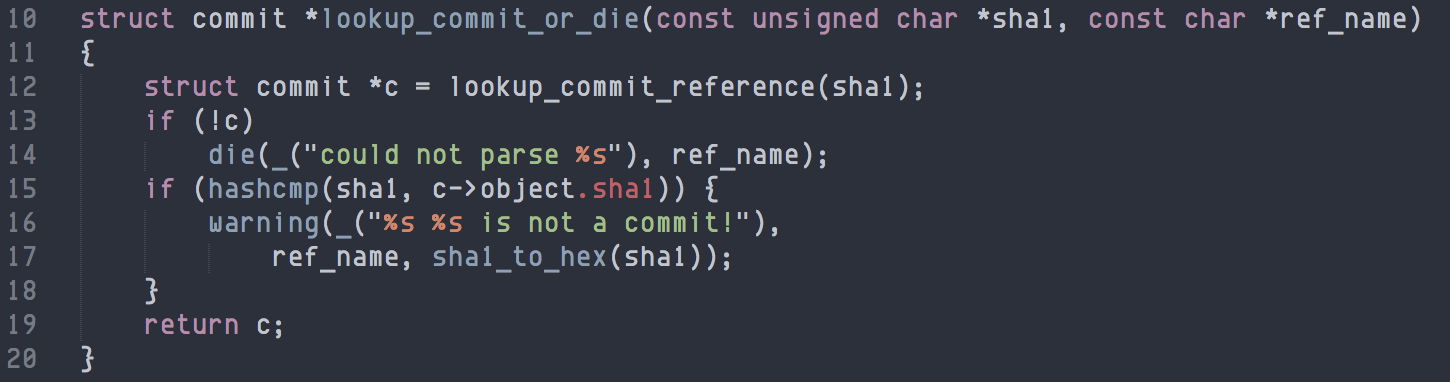 10 struct commit *lookup_commit_or_die(const unsigned char *sha1, const char *ref_name)
11 {
12     struct commit *c = lookup_commit_reference(sha1);
13     if (!c)
14         die(_("could not parse %s"), ref_name);
15     if (hashcmp(sha1, c->object.sha1)) {
16         warning(_("%s %s is not a commit!"),
17             ref_name, sha1_to_hex(sha1));
18     }
19     return c;
20 }